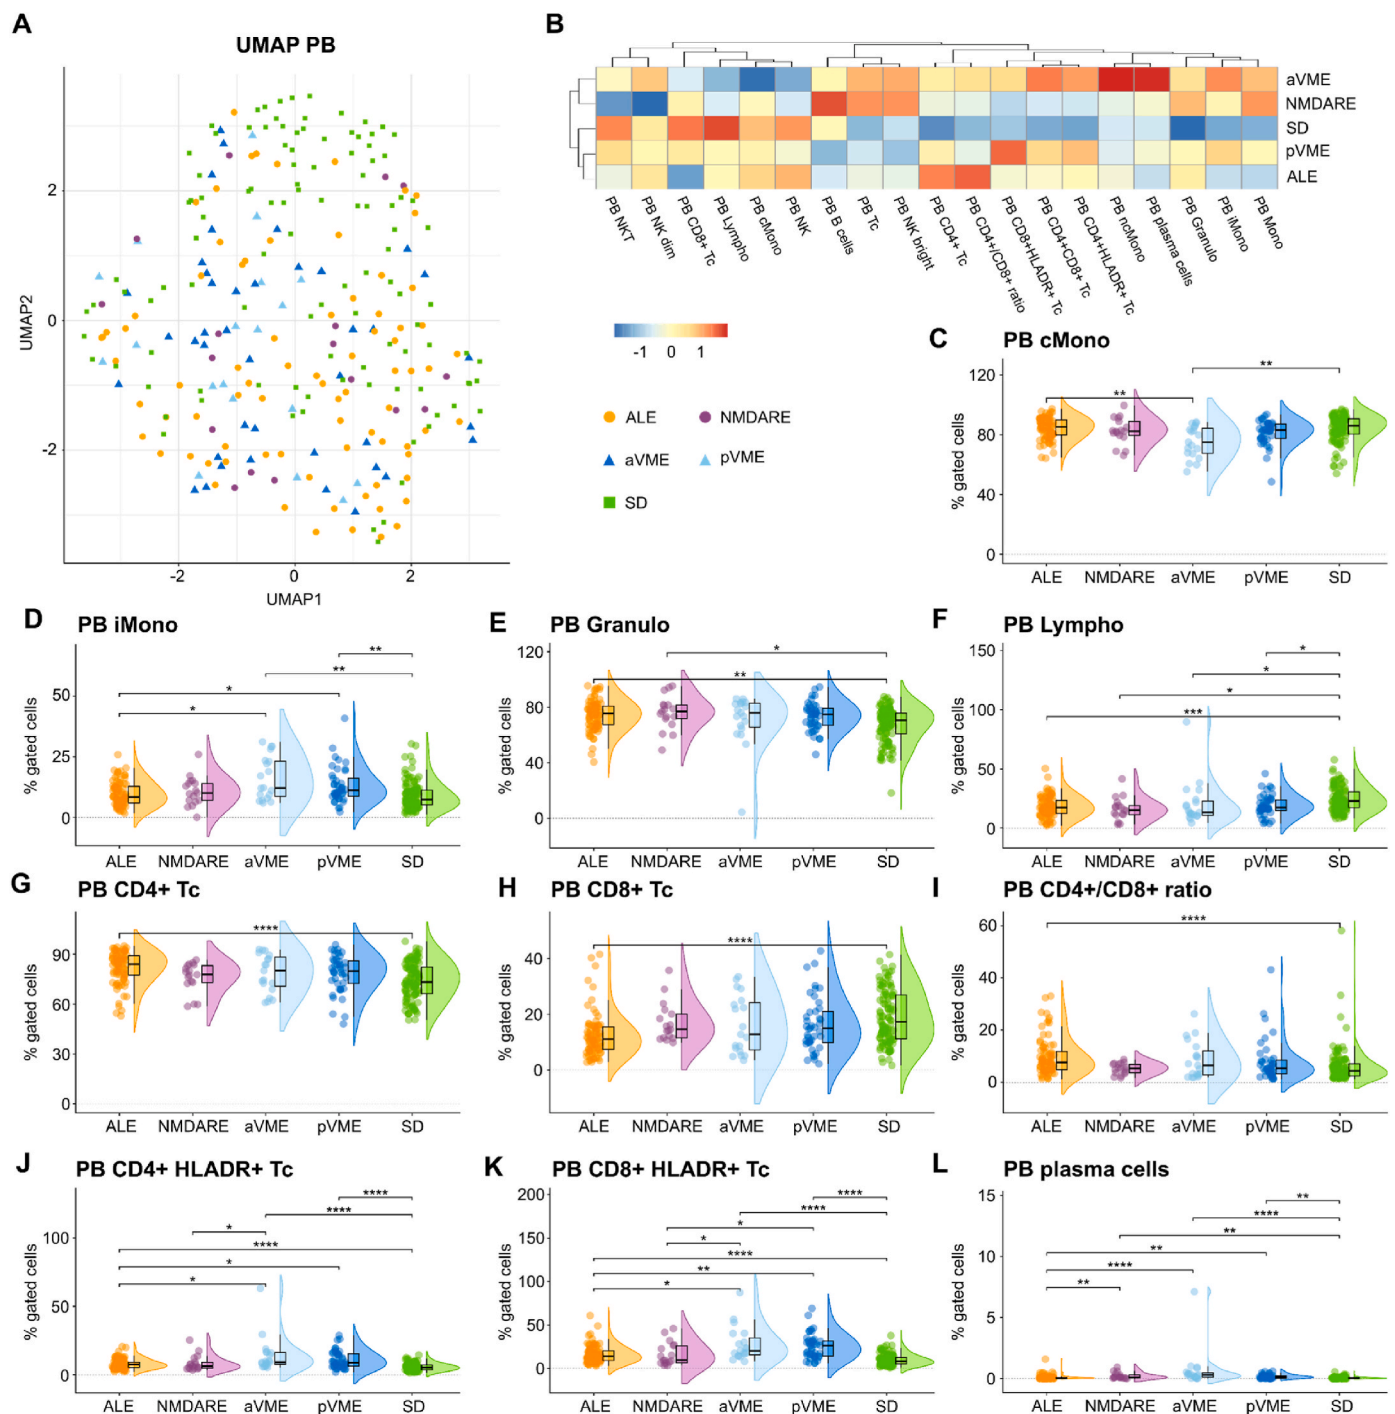 A
UMAP PB
UMAP2
2
0
-2
-2
0
2
UMAP1
B
aVME
NMDARE
SD
pVME
ALE
PB NKT
PB NK dim
PB CD8+ Tc
PB Lympho
PB cMono
PB NK
PB B cells
PB Tc
PB NK bright
PB CD4+ Tc
PB CD4+/CD8+ ratio
PB CD8+HLADR+ Tc
PB CD4+CD8+ Tc
PB CD4+HLADR+ Tc
PB ncMono
PB plasma cells
PB Granulo
PB iMono
PB Mono
-1 0 1
ALE NMDARE
aVME pVME
SD
C PB cMono
% gated cells
120
80
40
0
** **
ALE NMDARE aVME pVME SD
D PB iMono
% gated cells
50
25
0
**
**
*
*
ALE NMDARE aVME pVME SD
E PB Granulo
% gated cells
120
80
40
0
*
**
ALE NMDARE aVME pVME SD
F PB Lympho
% gated cells
150
100
50
0
*
*
*
***
ALE NMDARE aVME pVME SD
G PB CD4+ Tc
% gated cells
90
60
30
0
****
ALE NMDARE aVME pVME SD
H PB CD8+ Tc
% gated cells
40
20
0
****
ALE NMDARE aVME pVME SD
I PB CD4+/CD8+ ratio
% gated cells
60
40
20
0
****
ALE NMDARE aVME pVME SD
J PB CD4+ HLADR+ Tc
% gated cells
100
50
0
****
****
*
****
*
*
ALE NMDARE aVME pVME SD
K PB CD8+ HLADR+ Tc
% gated cells
200
150
100
50
0
****
****
*
*
****
**
*
ALE NMDARE aVME pVME SD
L PB plasma cells
% gated cells
15
10
5
0
**
****
**
**
****
**
ALE NMDARE aVME pVME SD